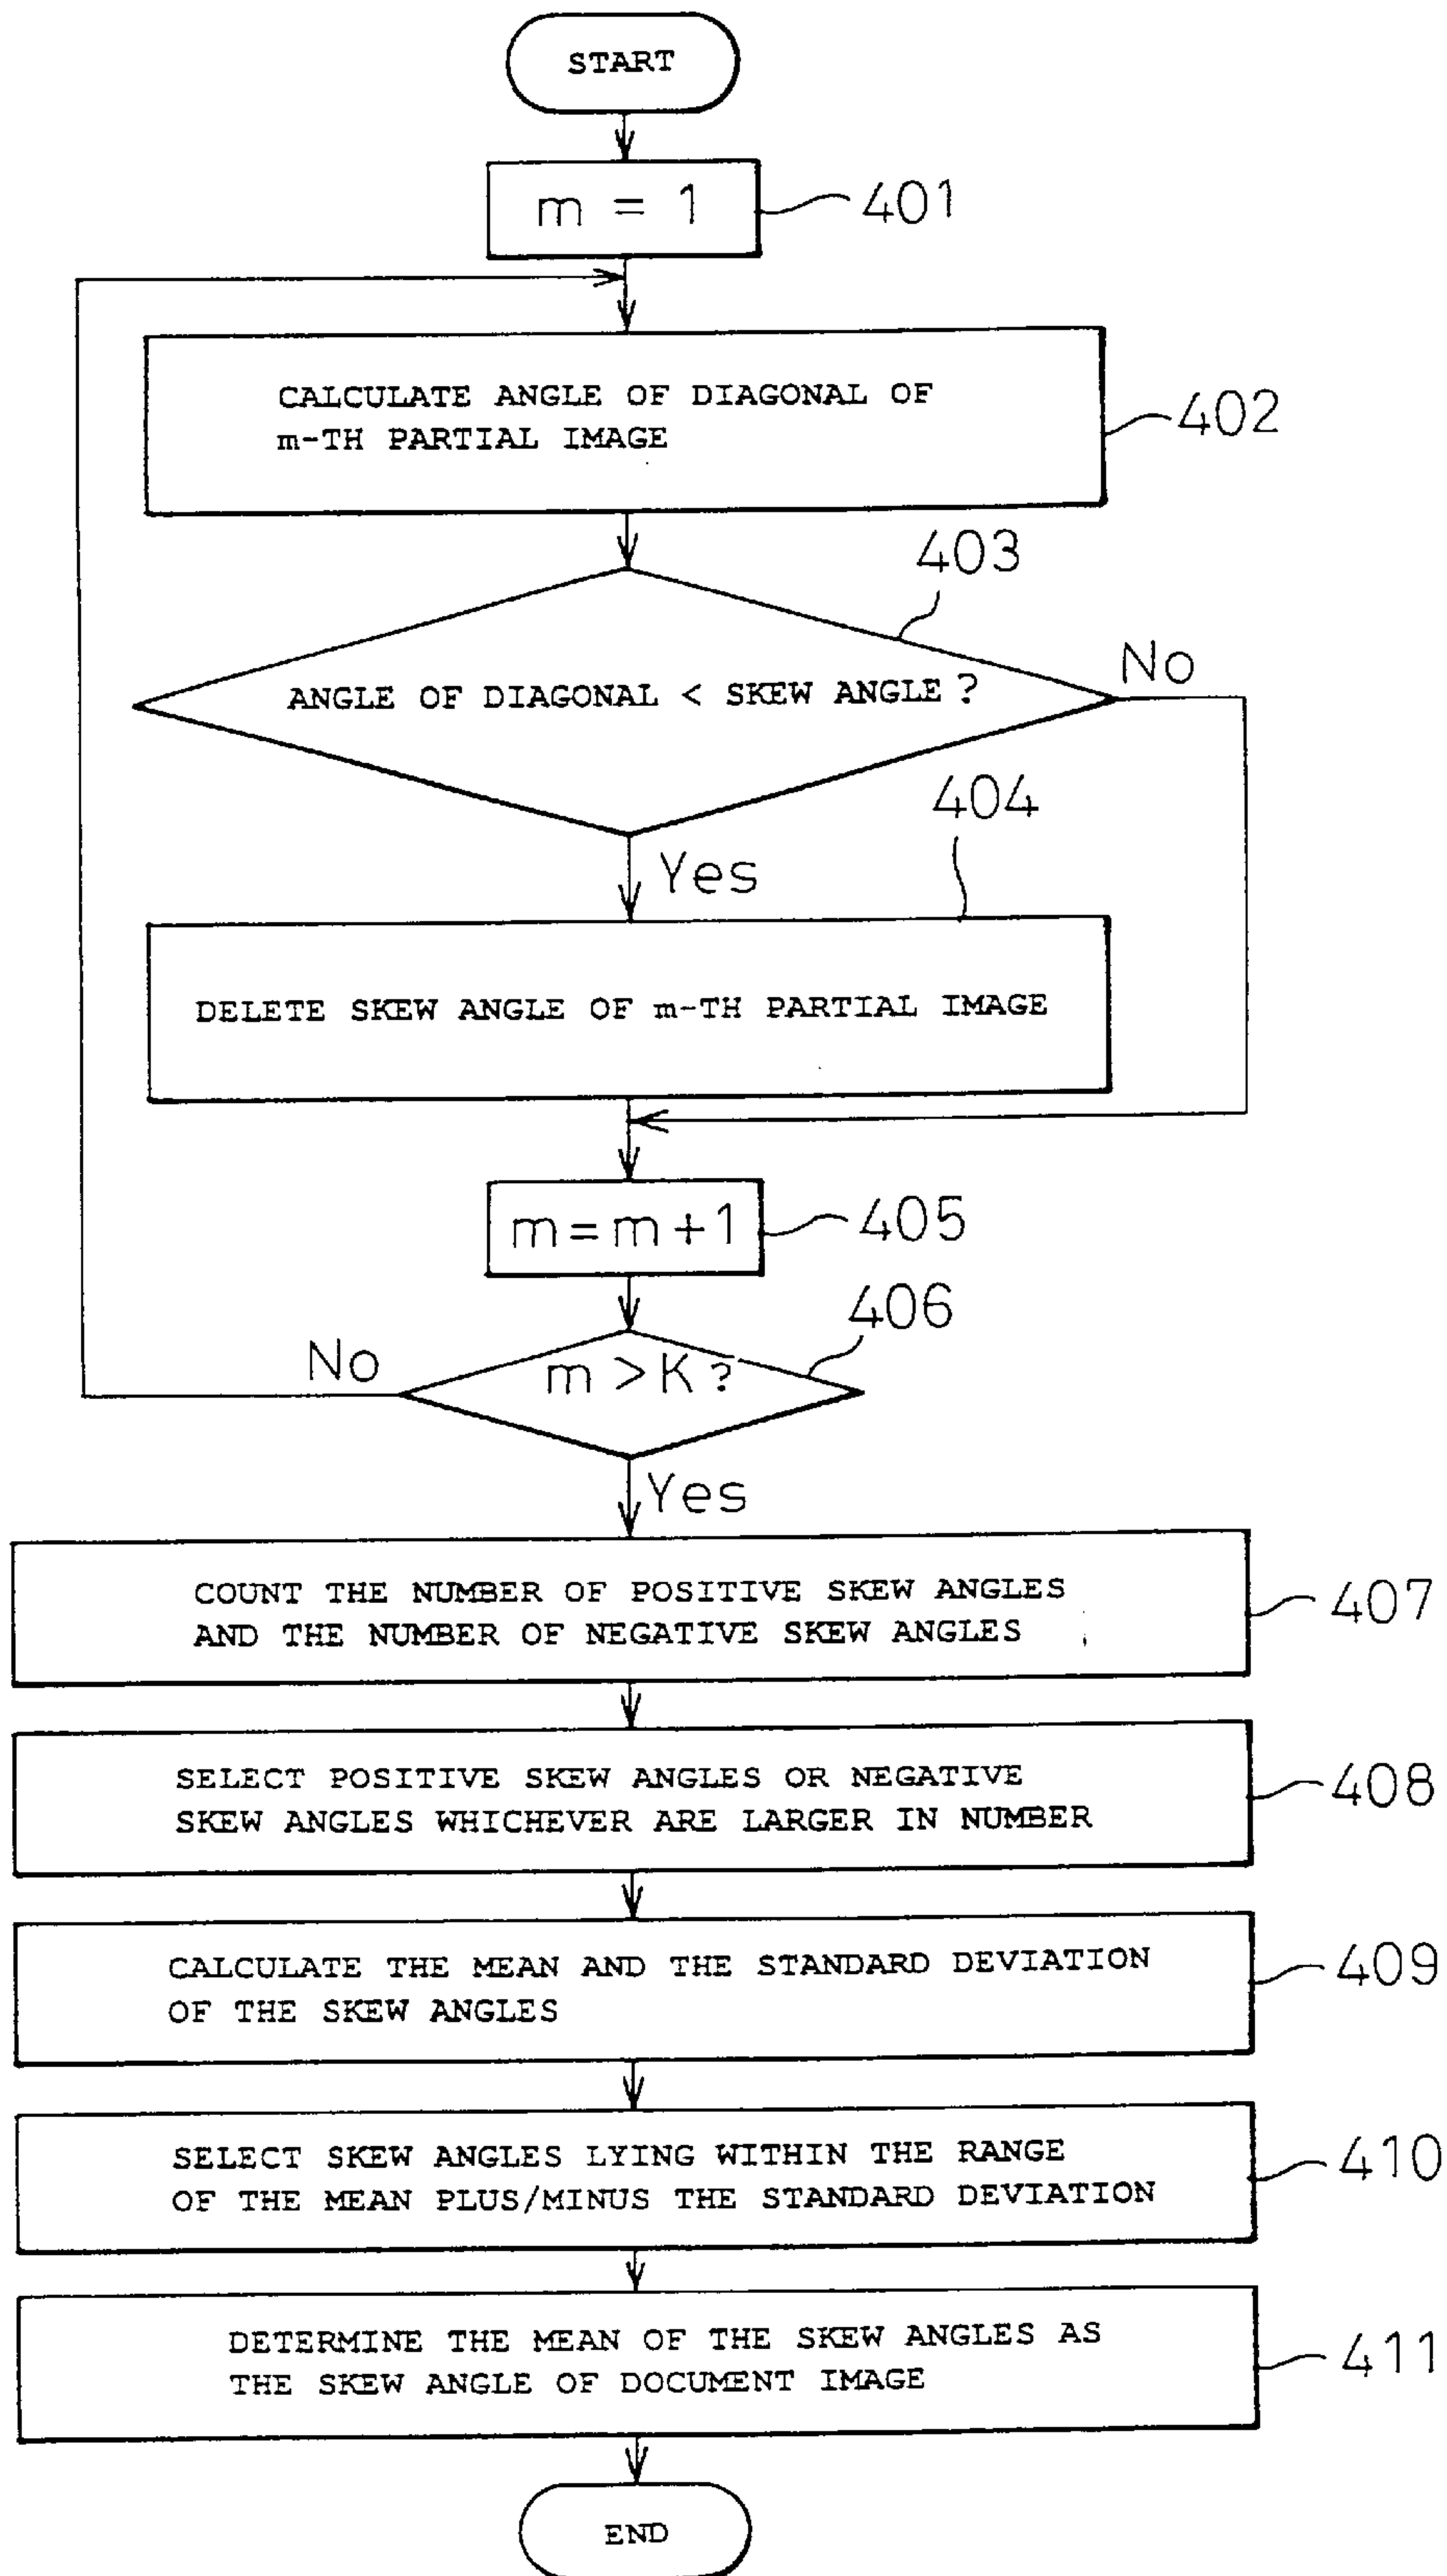 START
m = 1
401
CALCULATE ANGLE OF DIAGONAL OF
m-TH PARTIAL IMAGE
402
403
ANGLE OF DIAGONAL < SKEW ANGLE ?
No
404
Yes
DELETE SKEW ANGLE OF m-TH PARTIAL IMAGE
m = m + 1
405
406
m > K ?
No
Yes
COUNT THE NUMBER OF POSITIVE SKEW ANGLES
AND THE NUMBER OF NEGATIVE SKEW ANGLES
407
SELECT POSITIVE SKEW ANGLES OR NEGATIVE
SKEW ANGLES WHICHEVER ARE LARGER IN NUMBER
408
CALCULATE THE MEAN AND THE STANDARD DEVIATION
OF THE SKEW ANGLES
409
SELECT SKEW ANGLES LYING WITHIN THE RANGE
OF THE MEAN PLUS/MINUS THE STANDARD DEVIATION
410
DETERMINE THE MEAN OF THE SKEW ANGLES AS
THE SKEW ANGLE OF DOCUMENT IMAGE
411
END